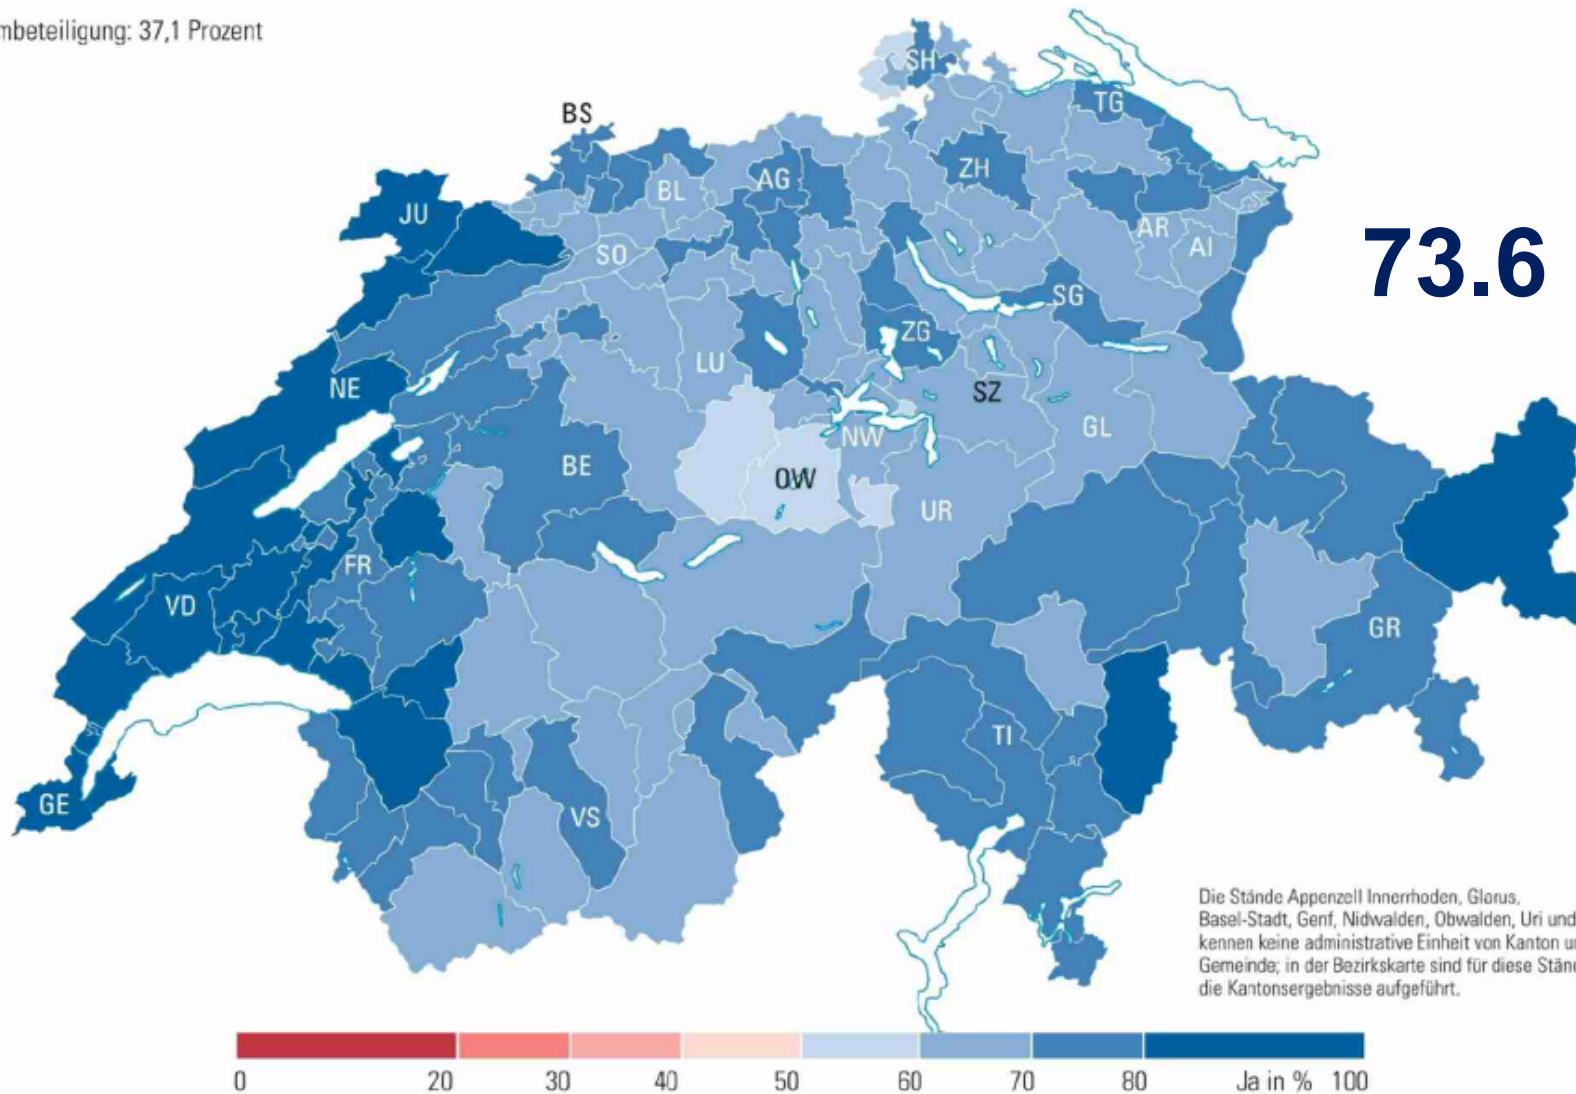 mbeteiligung: 37,1 Prozent
SH
TG
BS
ZH
AG
BL
JU
AR
AI
SO
73.6
SG
ZG
LU
NE
SZ
GL
NW
BE
OW
UR
FR
VD
GR
TI
GE
VS
Die Stände Appenzell Innerrhoden, Glarus,
Basel-Stadt, Genf, Nidwalden, Obwalden, Uri und
kennen keine administrative Einheit von Kanton u
Gemeinde; in der Bezirkskarte sind für diese Stän
die Kantonsergebnisse aufgeführt.
0 20 30 40 50 60 70 80 Ja in % 100